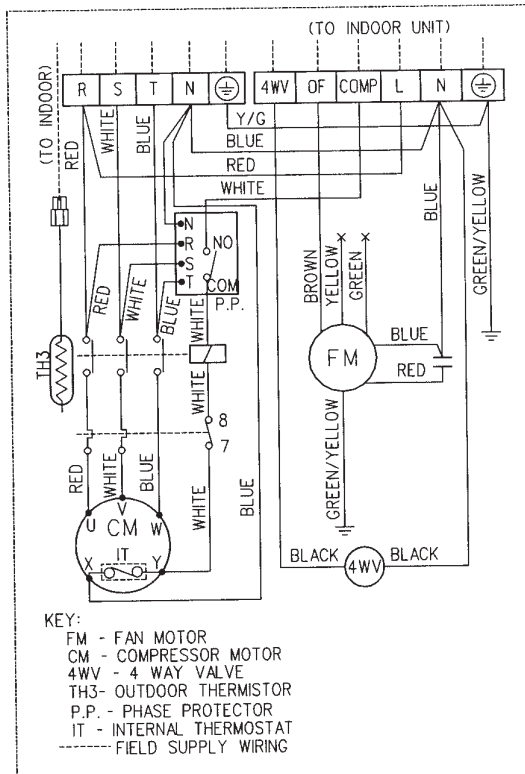 (TO INDOOR UNIT)
(TO INDOOR)
R S T N
4WV OF COMP L N
Y/G
BLUE
RED
WHITE
RED
WHITE
BLUE
BLUE
GREEN/YELLOW
N
R
S
T
NO
COM
P.P.
RED
WHITE
BLUE
WHITE
BROWN
YELLOW
GREEN
FM
BLUE
RED
TH3
WHITE
8
7
RED
WHITE
BLUE
WHITE
BLUE
GREEN/YELLOW
U V W
CM
IT
X Y
BLACK 4WV BLACK
KEY:
FM - FAN MOTOR
CM - COMPRESSOR MOTOR
4WV - 4 WAY VALVE
TH3- OUTDOOR THERMISTOR
P.P. - PHASE PROTECTOR
IT - INTERNAL THERMOSTAT
------- FIELD SUPPLY WIRING